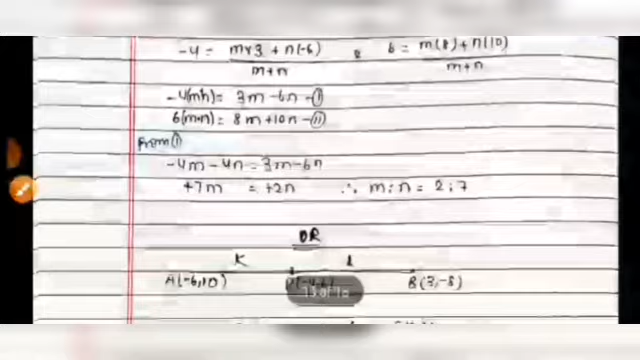 -4 = m×3 + n(-6) / m+n & 6 = m(8) + n(10) / m+n
-4(m+n) = 3m - 6n - (i)
6(m+n) = 8m + 10n - (ii)
From (i)
-4m - 4n = 3m - 6n
+7m = +2n ∴ m:n = 2:7
OR
K 1
A(-6,10) B(3,-8)